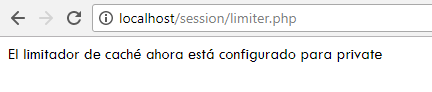 localhost/session/limiter.php
El limitador de caché ahora está configurado para private